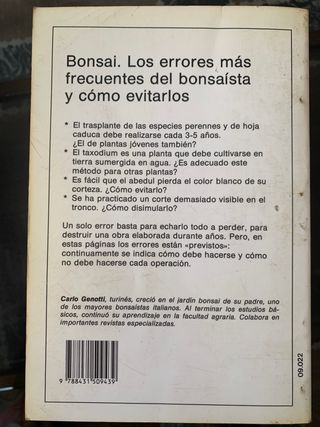 Bonsai. Los errores más
frecuentes del bonsaísta
y cómo evitarlos
* El trasplante de las especies perennes y de hoja
caduca debe realizarse cada 3-5 años.
¿El de plantas jóvenes también?
* El taxodium es una planta que debe cultivarse en
tierra sumergida en agua. ¿Es adecuado este
método para otras plantas?
* Es fácil que el abedul pierda el color blanco de su
corteza. ¿Cómo evitarlo?
* Se ha practicado un corte demasiado visible en el
tronco. ¿Cómo disimularlo?
Un solo error basta para echarlo todo a perder, para
destruir una obra elaborada durante años. Pero, en
estas páginas los errores están «previstos»:
continuamente se indica cómo debe hacerse y cómo
no debe hacerse cada operación.
Carlo Genotti, turinés, creció en el jardín bonsai de su padre, uno
de los mayores bonsaístas italianos. Al terminar los estudios bá-
sicos, continuó su aprendizaje en la facultad agraria. Colabora en
importantes revistas especializadas.
9 788431 509439
09.022